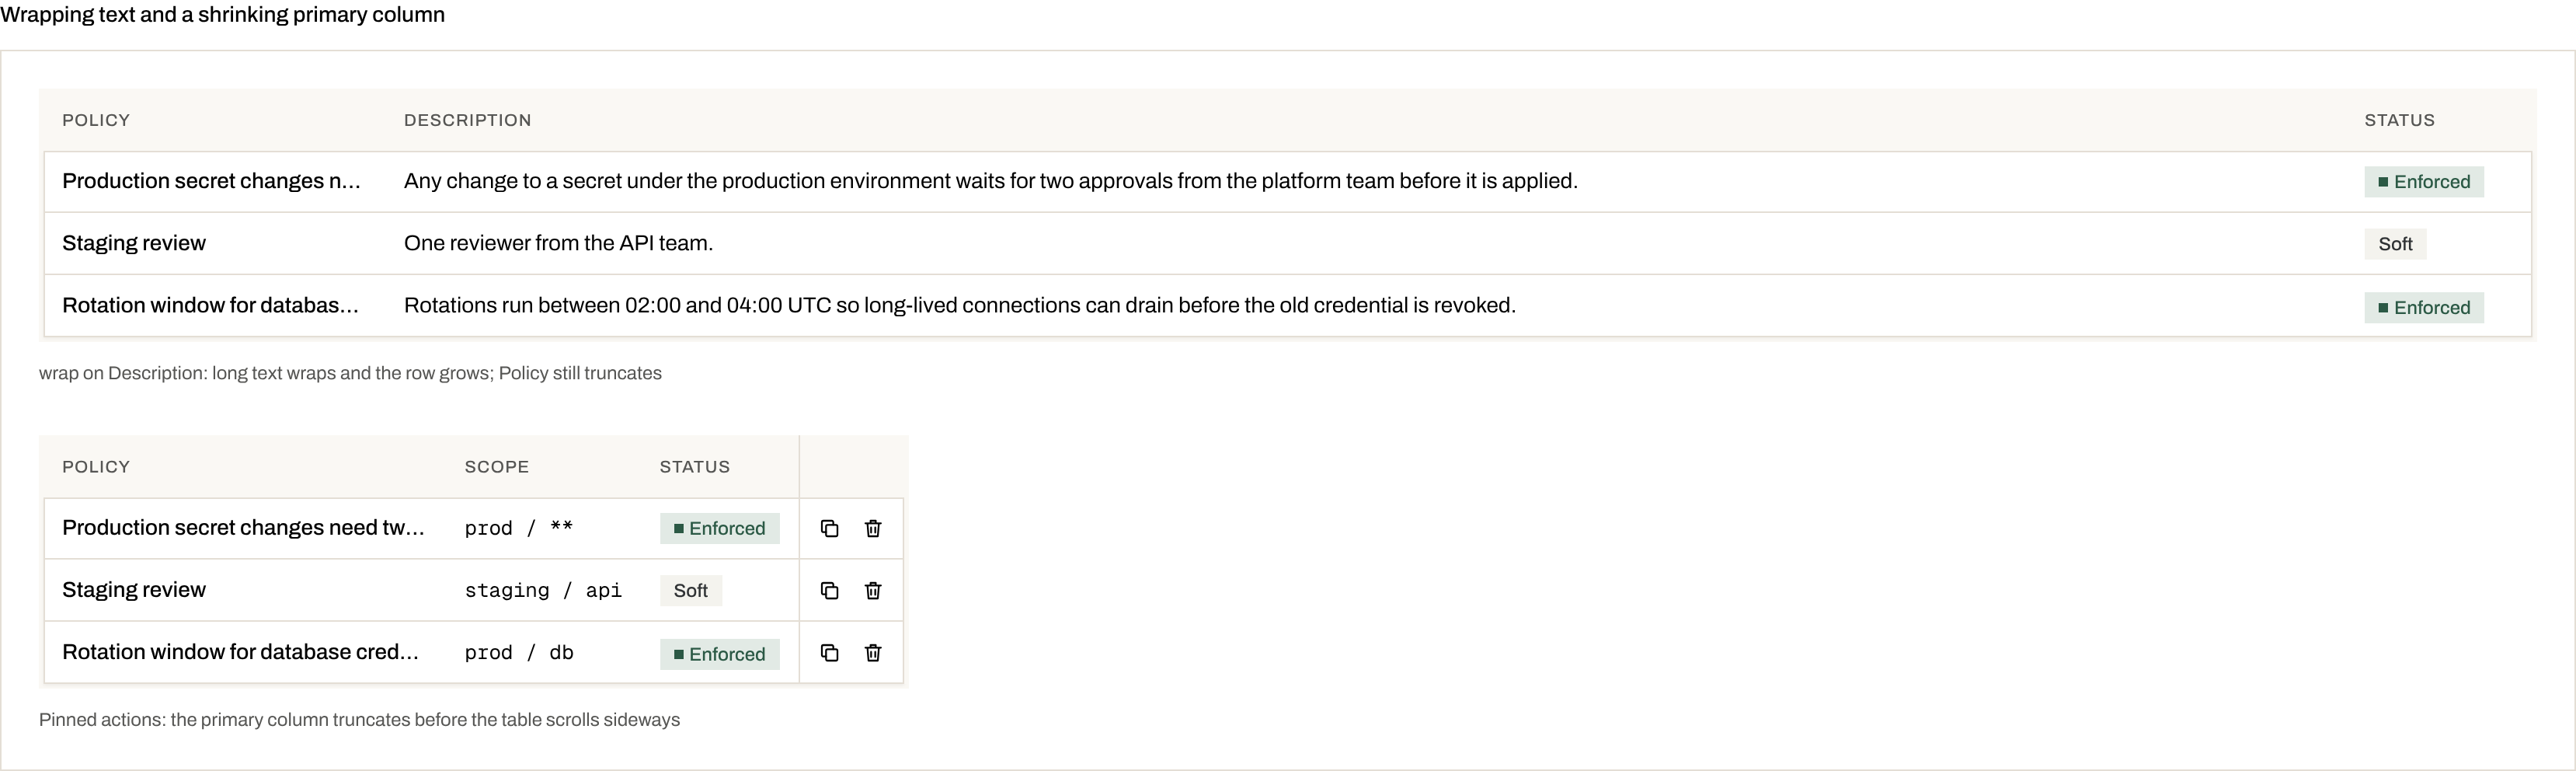 Wrapping text and a shrinking primary column
POLICY DESCRIPTION STATUS
Production secret changes n… Any change to a secret under the production environment waits for two approvals from the platform team before it is applied. Enforced
Staging review One reviewer from the API team. Soft
Rotation window for databas… Rotations run between 02:00 and 04:00 UTC so long-lived connections can drain before the old credential is revoked. Enforced
wrap on Description: long text wraps and the row grows; Policy still truncates
POLICY SCOPE STATUS
Production secret changes need tw… prod / ** Enforced
Staging review staging / api Soft
Rotation window for database cred… prod / db Enforced
Pinned actions: the primary column truncates before the table scrolls sideways